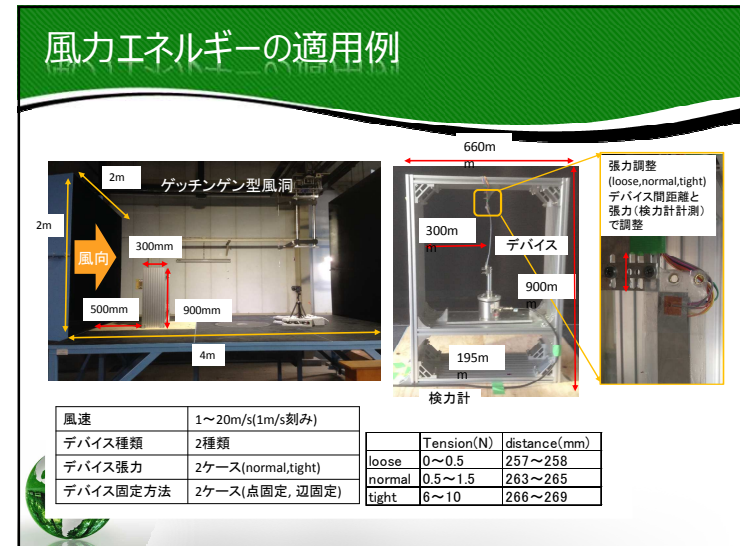 風力エネルギーの適用例
2m
2m
ゲッチンゲン型風洞
風向
300mm
500mm
900mm
4m
660m
m
300m
m
デバイス
900m
m
195m
m
検力計
張力調整
(loose,normal,tight)
デバイス間距離と
張力（検力計計測）
で調整
風速 1～20m/s(1m/s刻み)
デバイス種類 2種類
デバイス張力 2ケース(normal,tight)
デバイス固定方法 2ケース(点固定, 辺固定)
Tension(N) distance(mm)
loose 0～0.5 257～258
normal 0.5～1.5 263～265
tight 6～10 266～269